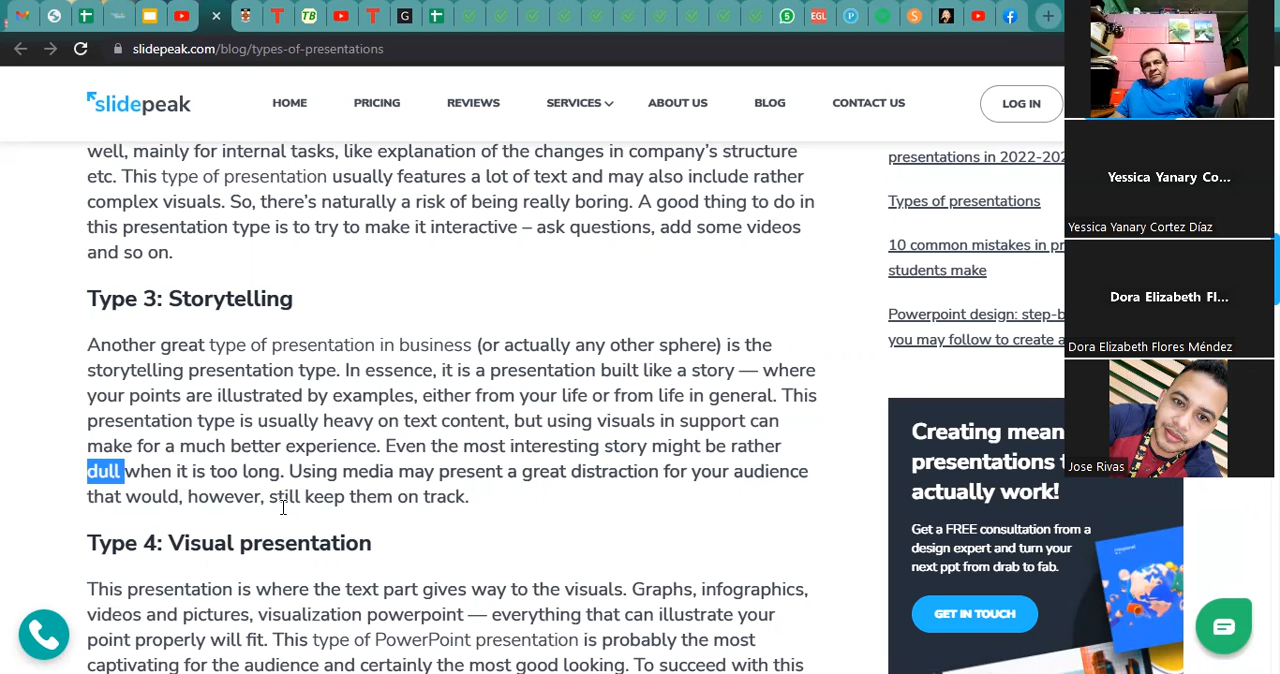 slidepeak.com/blog/types-of-presentations
slidepeak
HOME
PRICING
REVIEWS
SERVICES
ABOUT US
BLOG
CONTACT US
LOG IN
well, mainly for internal tasks, like explanation of the changes in company's structure
etc. This type of presentation usually features a lot of text and may also include rather
complex visuals. So, there's naturally a risk of being really boring. A good thing to do in
this presentation type is to try to make it interactive – ask questions, add some videos
and so on.
Type 3: Storytelling
Another great type of presentation in business (or actually any other sphere) is the
storytelling presentation type. In essence, it is a presentation built like a story — where
your points are illustrated by examples, either from your life or from life in general. This
presentation type is usually heavy on text content, but using visuals in support can
make for a much better experience. Even the most interesting story might be rather
dull when it is too long. Using media may present a great distraction for your audience
that would, however, still keep them on track.
Type 4: Visual presentation
This presentation is where the text part gives way to the visuals. Graphs, infographics,
videos and pictures, visualization powerpoint — everything that can illustrate your
point properly will fit. This type of PowerPoint presentation is probably the most
captivating for the audience and certainly the most good looking. To succeed with this
presentations in 2022-202
Types of presentations
10 common mistakes in pr
students make
Powerpoint design: step-b
you may follow to create a
Creating mean
presentations t
actually work!
Get a FREE consultation from a
design expert and turn your
next ppt from drab to fab.
GET IN TOUCH
Yessica Yanary Co...
Yessica Yanary Cortez Díaz
Dora Elizabeth Fl...
Dora Elizabeth Flores Méndez
Jose Rivas